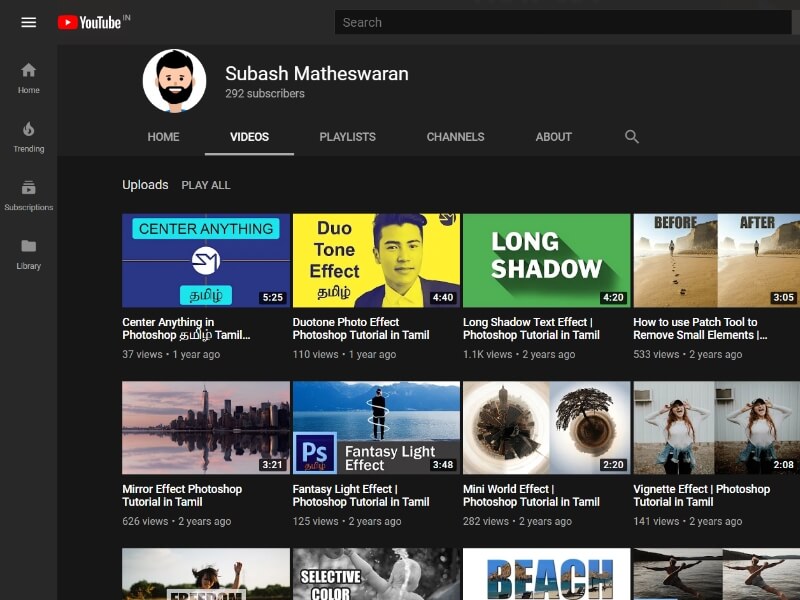 YouTube IN
Search
Home
Trending
Subscriptions
Library
Subash Matheswaran
292 subscribers
HOME VIDEOS PLAYLISTS CHANNELS ABOUT
Uploads PLAY ALL
CENTER ANYTHING
SM
தமிழ்
5:25
Center Anything in
Photoshop தமிழ் Tamil...
37 views • 1 year ago
Duo
Tone
Effect
தமிழ்
4:40
Duotone Photo Effect
Photoshop Tutorial in Tamil
110 views • 1 year ago
LONG
SHADOW
4:20
Long Shadow Text Effect |
Photoshop Tutorial in Tamil
1.1K views • 2 years ago
BEFORE AFTER
3:05
How to use Patch Tool to
Remove Small Elements |...
533 views • 2 years ago
3:21
Mirror Effect Photoshop
Tutorial in Tamil
626 views • 2 years ago
Ps
தமிழ்
Fantasy Light
Effect
3:48
Fantasy Light Effect |
Photoshop Tutorial in Tamil
125 views • 2 years ago
2:20
Mini World Effect |
Photoshop Tutorial in Tamil
282 views • 2 years ago
2:08
Vignette Effect | Photoshop
Tutorial in Tamil
141 views • 2 years ago
FREEDOM
SELECTIVE
COLOR
BEACH